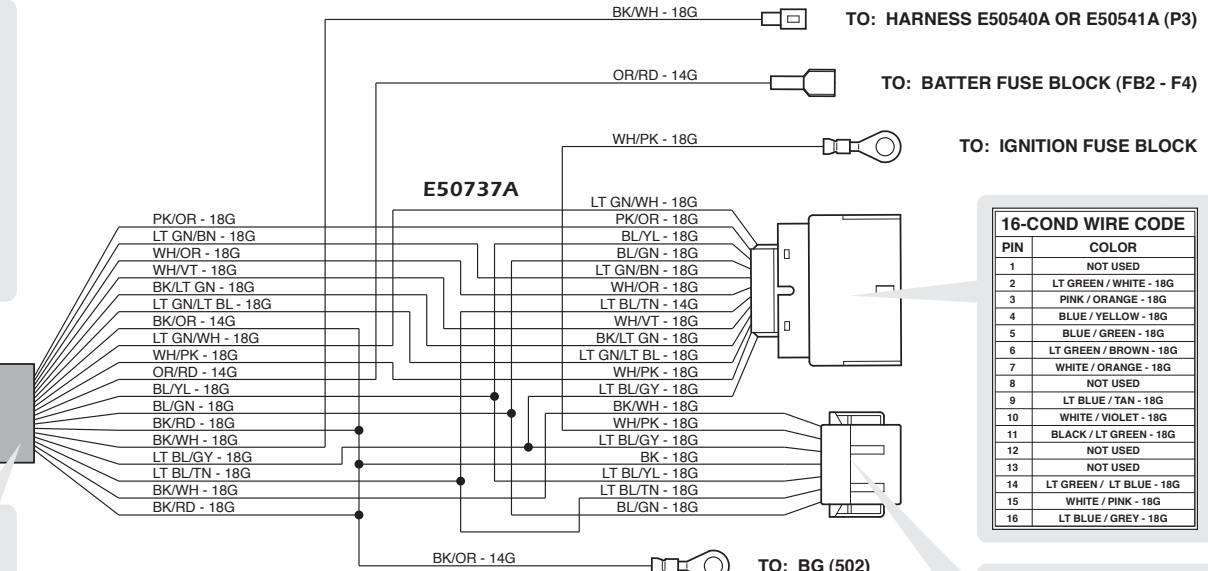 BK/WH - 18G
TO: HARNESS E50540A OR E50541A (P3)
OR/RD - 14G
TO: BATTER FUSE BLOCK (FB2 - F4)
WH/PK - 18G
TO: IGNITION FUSE BLOCK
E50737A
PK/OR - 18G
LT GN/BN - 18G
WH/OR - 18G
WH/VT - 18G
BK/LT GN - 18G
LT GN/LT BL - 18G
BK/OR - 14G
LT GN/WH - 18G
WH/PK - 18G
OR/RD - 14G
BL/YL - 18G
BL/GN - 18G
BK/RD - 18G
BK/WH - 18G
LT BL/GY - 18G
LT BL/TN - 18G
BK/WH - 18G
BK/RD - 18G
LT GN/WH - 18G
PK/OR - 18G
BL/YL - 18G
BL/GN - 18G
LT GN/BN - 18G
WH/OR - 18G
LT BL/TN - 14G
WH/VT - 18G
BK/LT GN - 18G
LT GN/LT BL - 18G
WH/PK - 18G
LT BL/GY - 18G
BK/WH - 18G
WH/PK - 18G
LT BL/GY - 18G
BK - 18G
LT BL/YL - 18G
LT BL/TN - 18G
BL/GN - 18G
BK/OR - 14G
TO: BG (502)
16-COND WIRE CODE
PIN COLOR
1 NOT USED
2 LT GREEN / WHITE - 18G
3 PINK / ORANGE - 18G
4 BLUE / YELLOW - 18G
5 BLUE / GREEN - 18G
6 LT GREEN / BROWN - 18G
7 WHITE / ORANGE - 18G
8 NOT USED
9 LT BLUE / TAN - 18G
10 WHITE / VIOLET - 18G
11 BLACK / LT GREEN - 18G
12 NOT USED
13 NOT USED
14 LT GREEN / LT BLUE - 18G
15 WHITE / PINK - 18G
16 LT BLUE / GREY - 18G